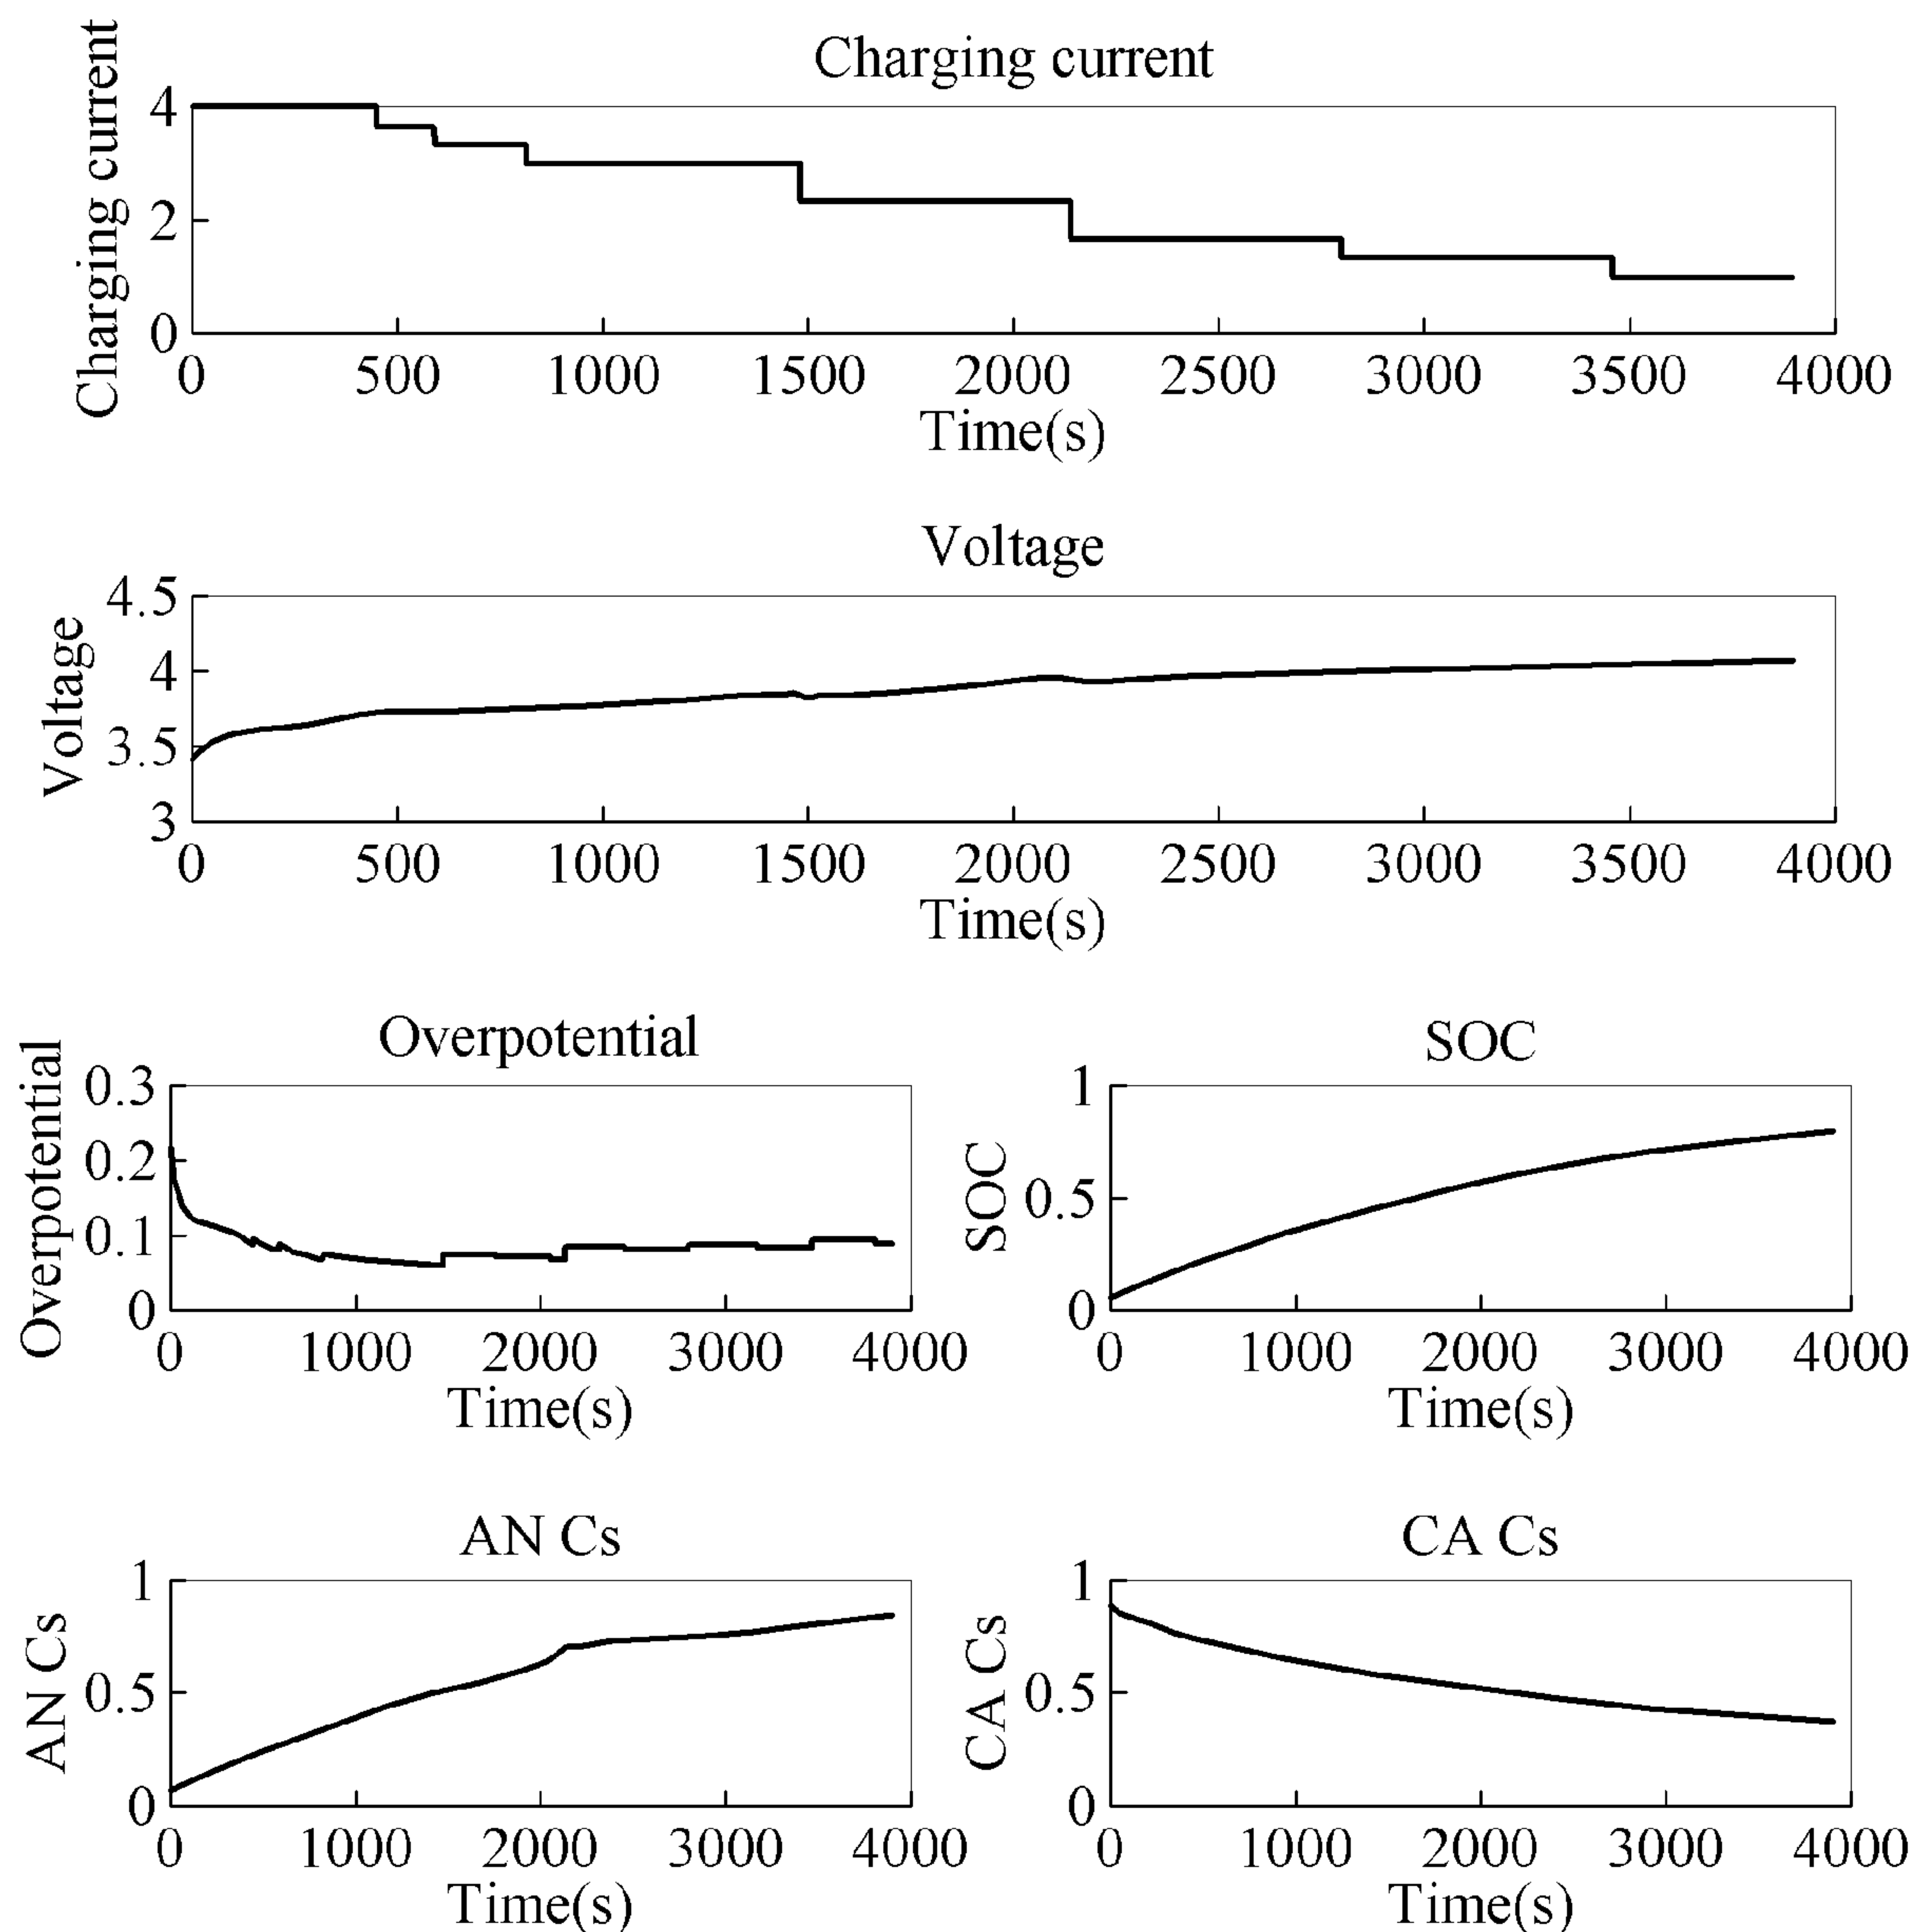 Charging current
Charging current
4
2
0
0 500 1000 1500 2000 2500 3000 3500 4000
Time(s)
Voltage
Voltage
4.5
4
3.5
3
0 500 1000 1500 2000 2500 3000 3500 4000
Time(s)
Overpotential
Overpotential
0.3
0.2
0.1
0
0 1000 2000 3000 4000
Time(s)
SOC
SOC
1
0.5
0
0 1000 2000 3000 4000
Time(s)
AN Cs
AN Cs
1
0.5
0
0 1000 2000 3000 4000
Time(s)
CA Cs
CA Cs
1
0.5
0
0 1000 2000 3000 4000
Time(s)